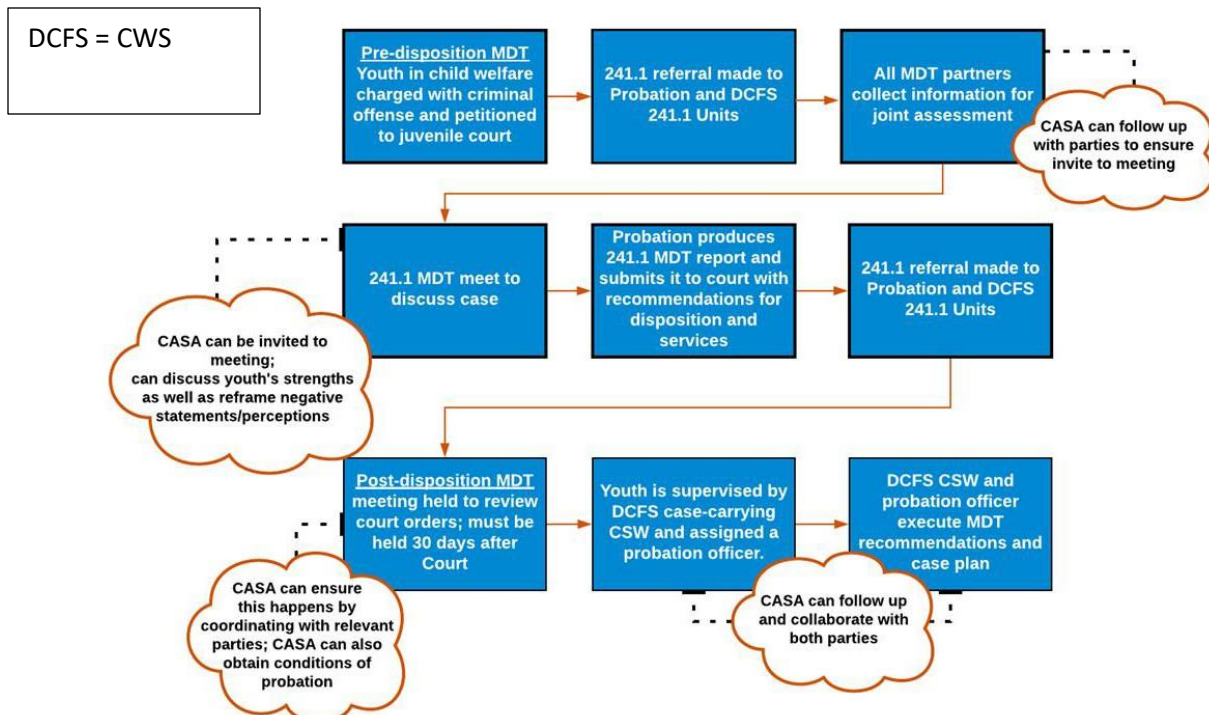 DCFS = CWS
Pre-disposition MDT
Youth in child welfare
charged with criminal
offense and petitioned
to juvenile court
241.1 referral made to
Probation and DCFS
241.1 Units
All MDT partners
collect information for
joint assessment
CASA can follow up
with parties to ensure
invite to meeting
241.1 MDT meet to
discuss case
CASA can be invited to
meeting;
can discuss youth's strengths
as well as reframe negative
statements/perceptions
Probation produces
241.1 MDT report and
submits it to court with
recommendations for
disposition and
services
241.1 referral made to
Probation and DCFS
241.1 Units
Post-disposition MDT
meeting held to review
court orders; must be
held 30 days after
Court
CASA can ensure
this happens by
coordinating with relevant
parties; CASA can also
obtain conditions of
probation
Youth is supervised by
DCFS case-carrying
CSW and assigned a
probation officer.
DCFS CSW and
probation officer
execute MDT
recommendations and
case plan
CASA can follow up
and collaborate with
both parties